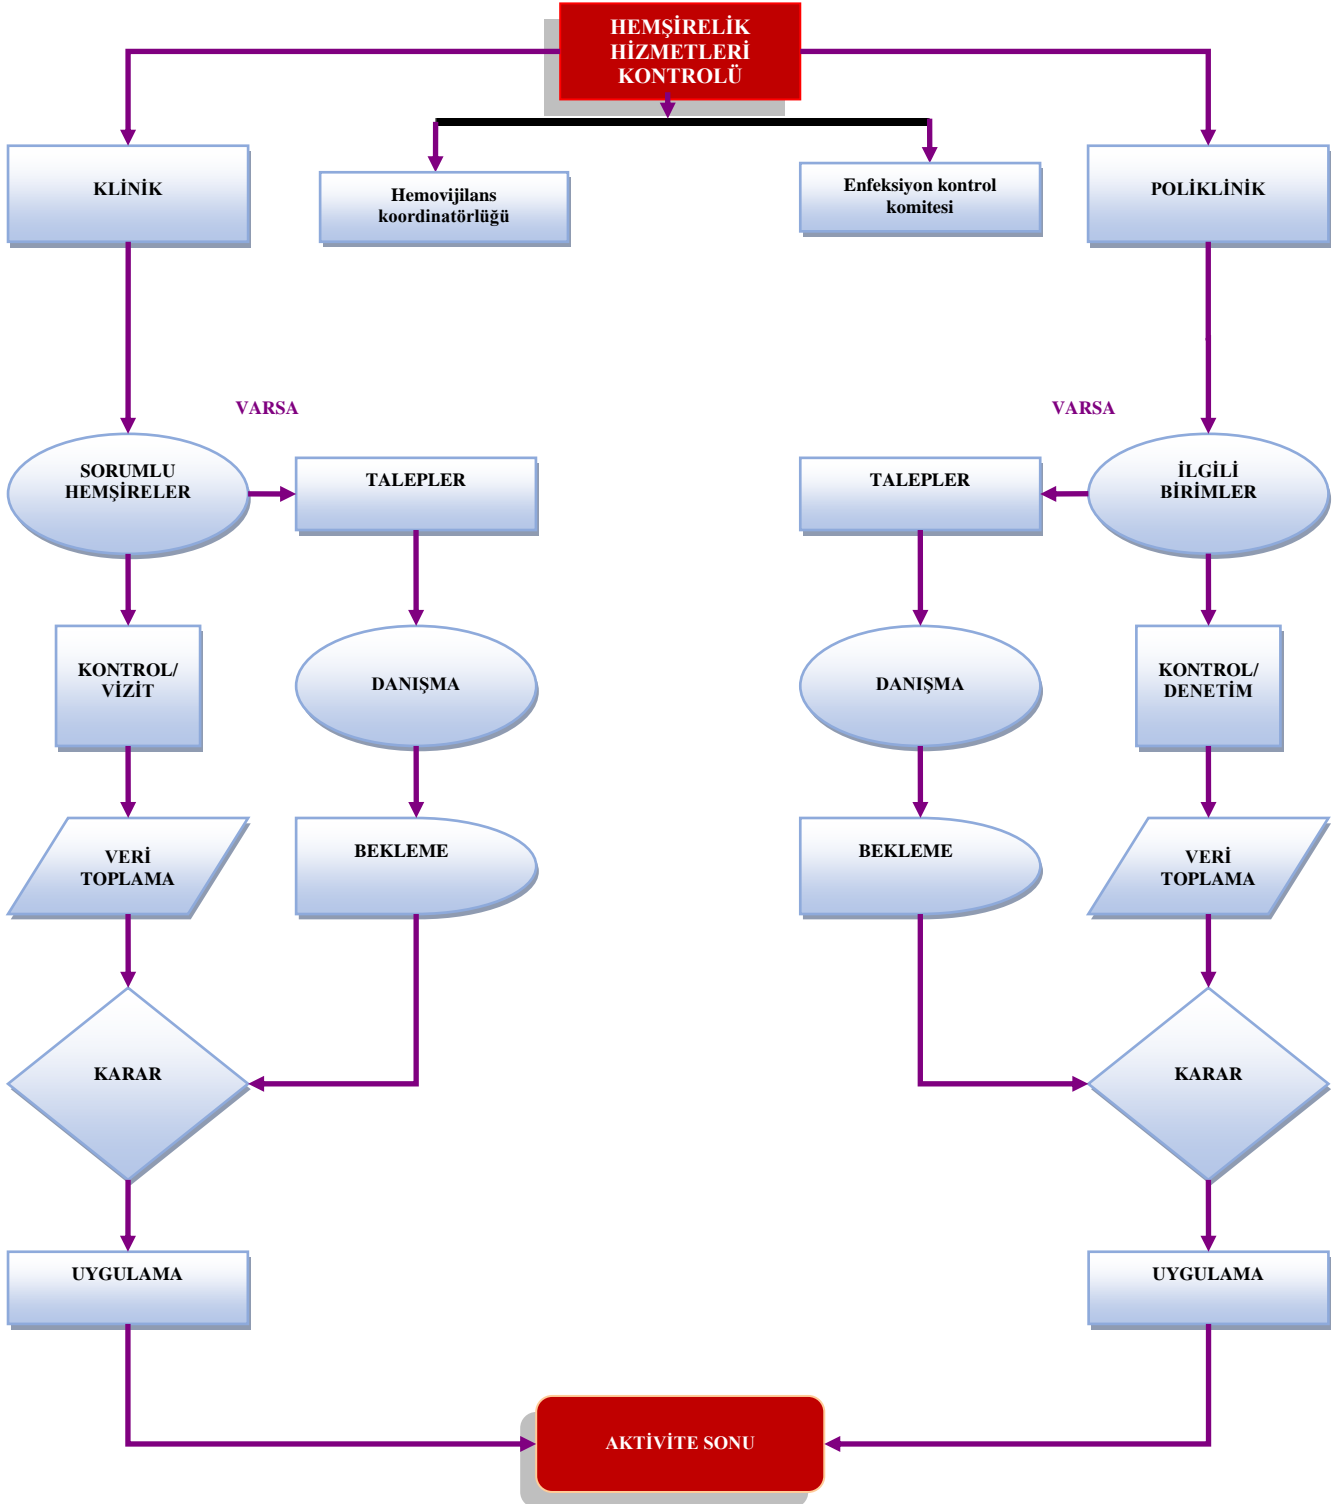 HEMŞİRELİK
HİZMETLERİ
KONTROLÜ
KLİNİK
Hemovijilans
koordinatörlüğü
Enfeksiyon kontrol
komitesi
POLİKLİNİK
VARSA
VARSA
SORUMLU
HEMŞİRELER
TALEPLER
TALEPLER
İLGİLİ
BİRİMLER
KONTROL/
VİZİT
DANIŞMA
DANIŞMA
KONTROL/
DENETİM
VERİ
TOPLAMA
BEKLEME
BEKLEME
VERİ
TOPLAMA
KARAR
KARAR
UYGULAMA
UYGULAMA
AKTİVİTE SONU